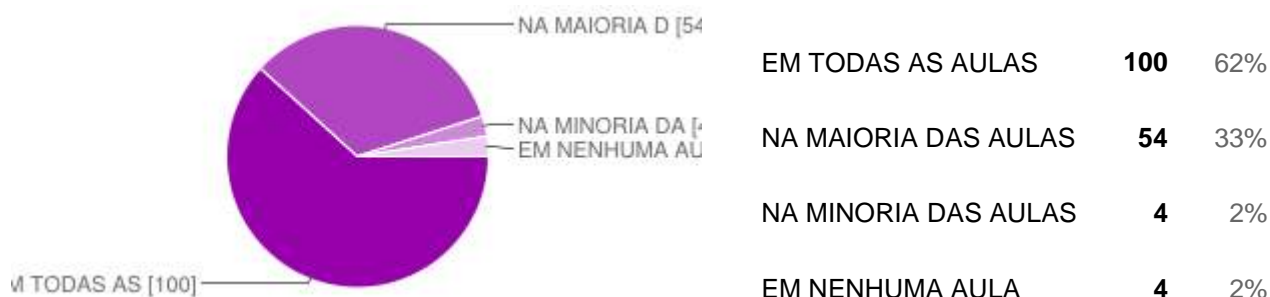 NA MAIORIA D [54
NA MINORIA DA [4
EM NENHUMA AU
M TODAS AS [100]
EM TODAS AS AULAS 100 62%
NA MAIORIA DAS AULAS 54 33%
NA MINORIA DAS AULAS 4 2%
EM NENHUMA AULA 4 2%